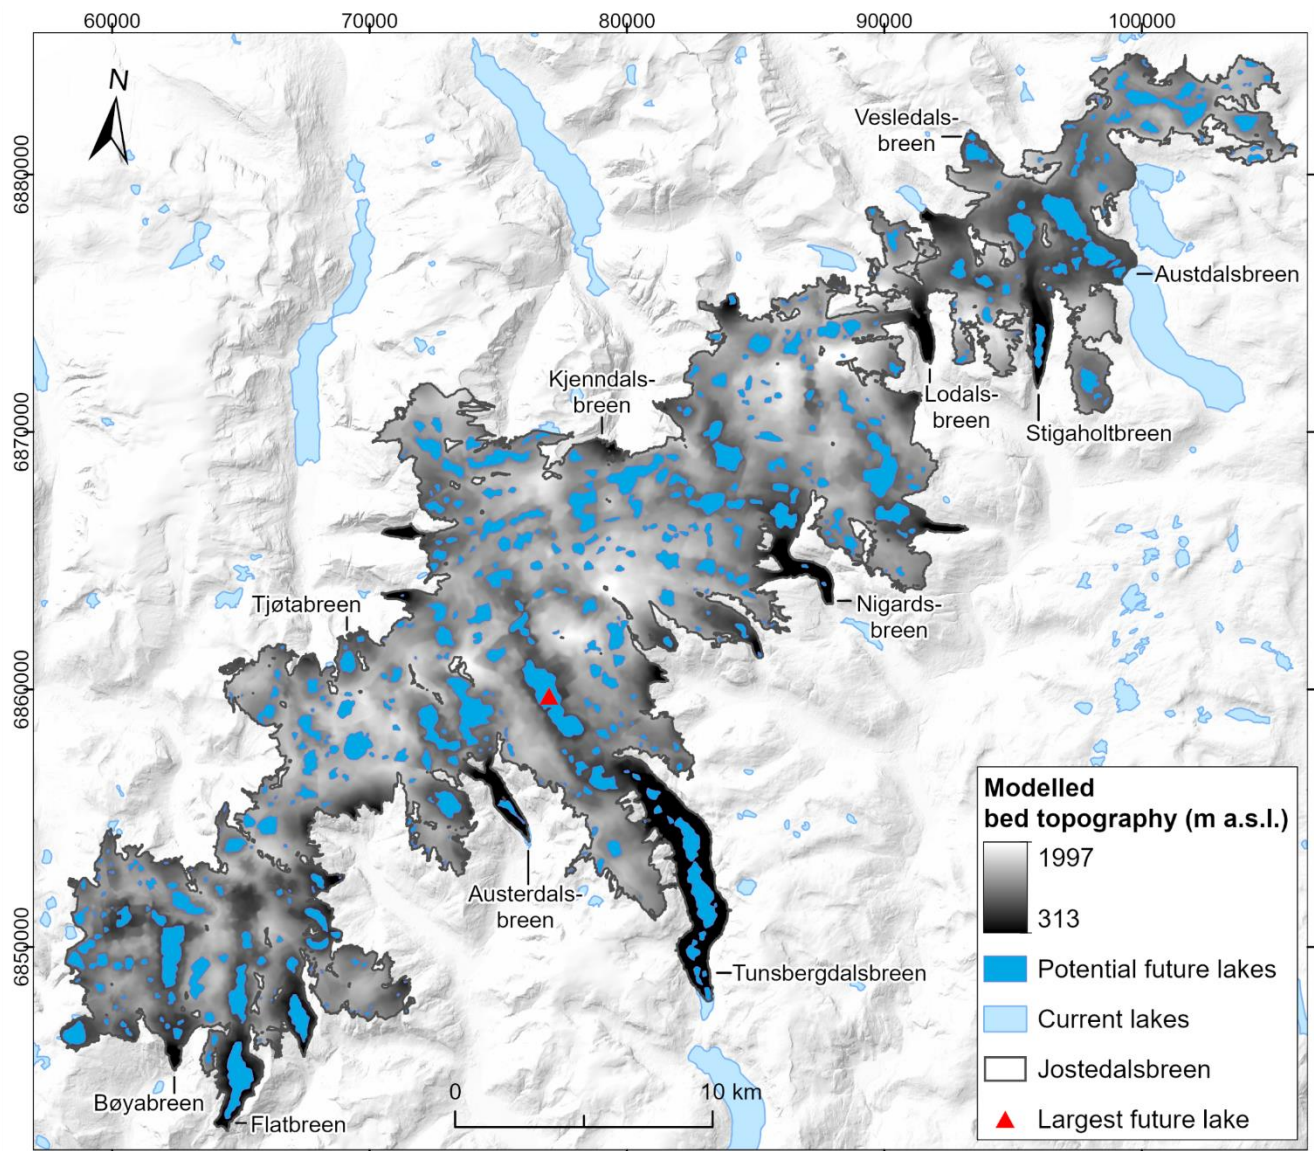 60000 70000 80000 90000 100000
N
6880000
6870000
6860000
6850000
Vesledals-
breen
Austdalsbreen
Lodals-
breen
Stigaholtbreen
Kjenndals-
breen
Nigards-
breen
Tjøtabreen
Austerdals-
breen
Tunsbergdalsbreen
Bøyabreen
Flatbreen
0 10 km
Modelled
bed topography (m a.s.l.)
1997
313
Potential future lakes
Current lakes
Jostedalsbreen
Largest future lake